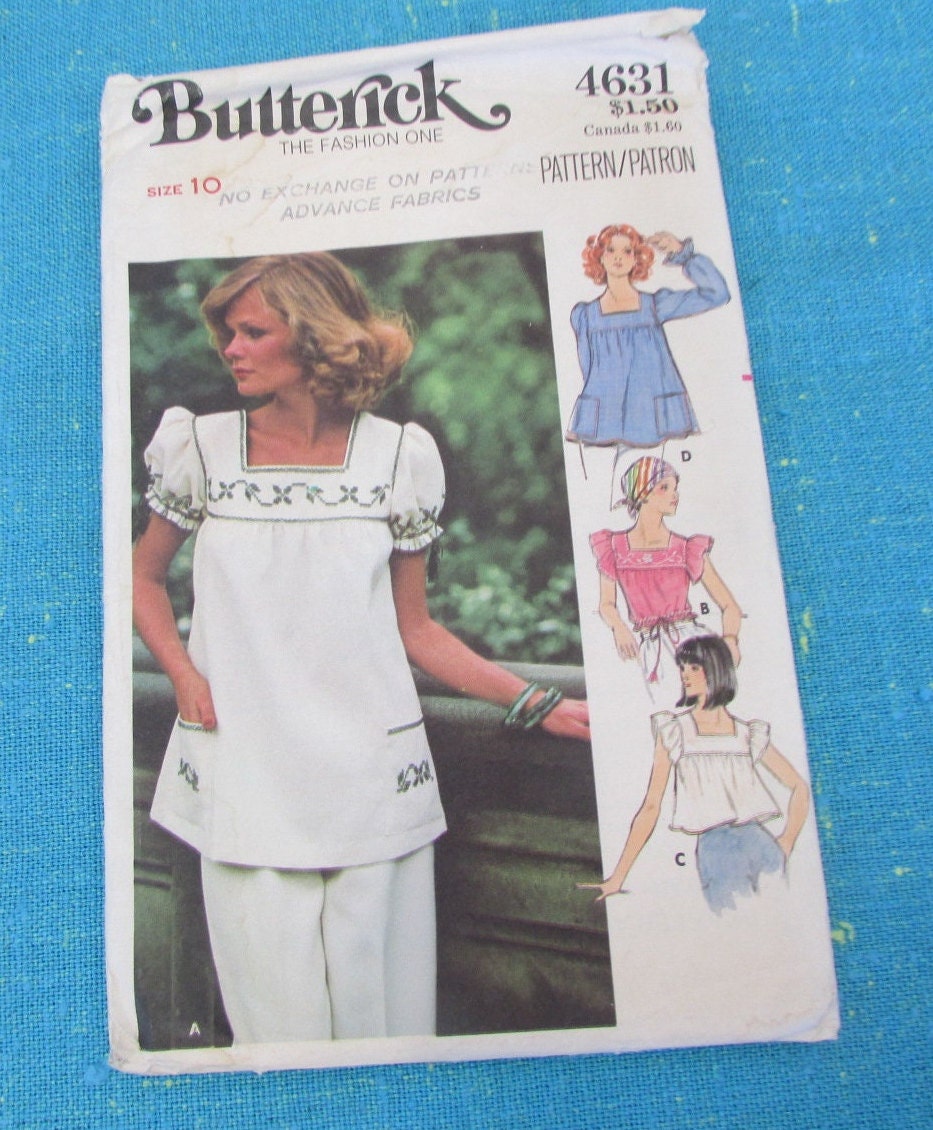 Butterick
THE FASHION ONE
4631
$1.50
Canada $1.60
SIZE 10
NO EXCHANGE ON
ADVANCE FABRICS
PATTERN/PATRON
D
B
C
A